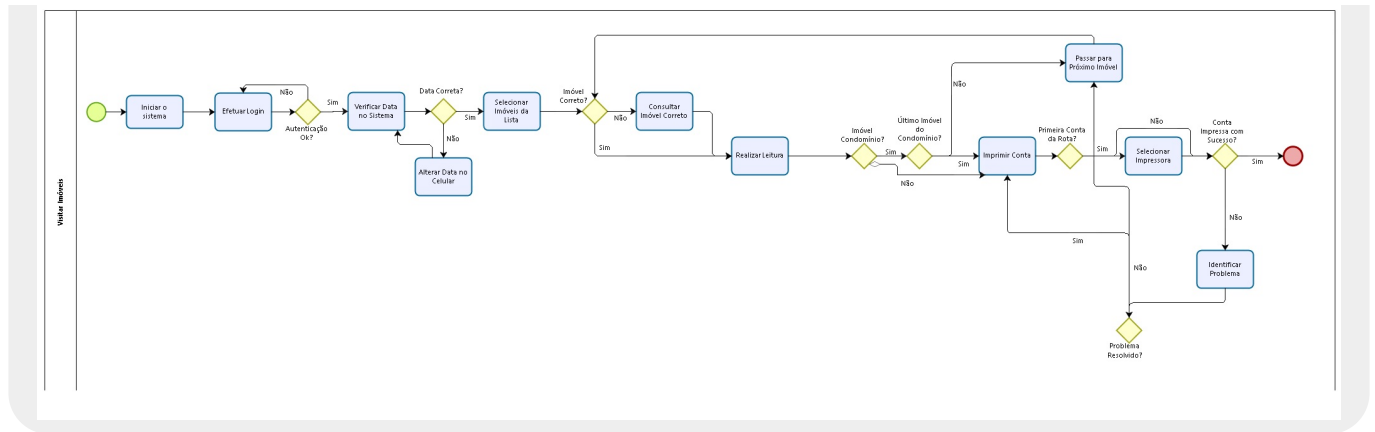 Visitar Imóveis
Iniciar o
sistema
Efetuar Login
Não
Autenticação
Ok?
Sim
Verificar Data
no Sistema
Data Correta?
Sim
Não
Alterar Data no
Celular
Selecionar
Imóveis da
Lista
Imóvel
Correto?
Não
Sim
Consultar
Imóvel Correto
Realizar Leitura
Imóvel
Condomínio?
Sim
Não
Último Imóvel
do
Condomínio?
Não
Sim
Passar para
Próximo Imóvel
Imprimir Conta
Primeira Conta
da Rota?
Não
Sim
Selecionar
Impressora
Conta
Impressa com
Sucesso?
Sim
Não
Identificar
Problema
Sim
Não
Problema
Resolvido?